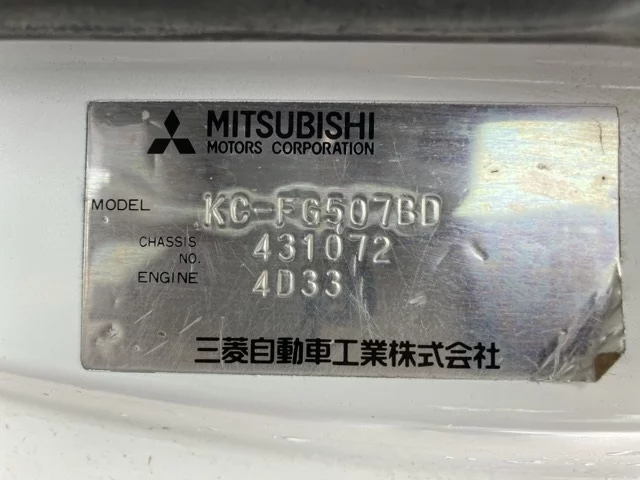 MITSUBISHI
MOTORS CORPORATION
MODEL KC-FG507BD
CHASSIS NO. 431072
ENGINE 4D33
三菱自動車工業株式会社